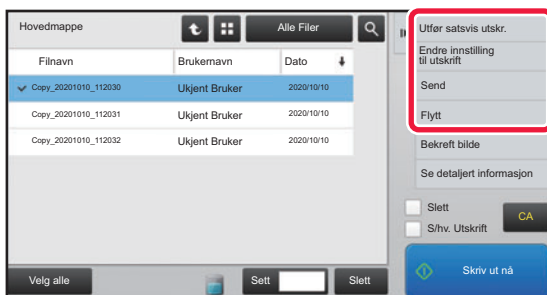 Hovedmappe
Alle Filer
Filnavn Brukernavn Dato
Copy_20201010_112030 Ukjent Bruker 2020/10/10
Copy_20201010_112031 Ukjent Bruker 2020/10/10
Copy_20201010_112032 Ukjent Bruker 2020/10/10
Velg alle
Sett
Slett
Utfør satsvis utskr.
Endre innstilling
til utskrift
Send
Flytt
Bekreft bilde
Se detaljert informasjon
Slett
S/hv. Utskrift
CA
Skriv ut nå